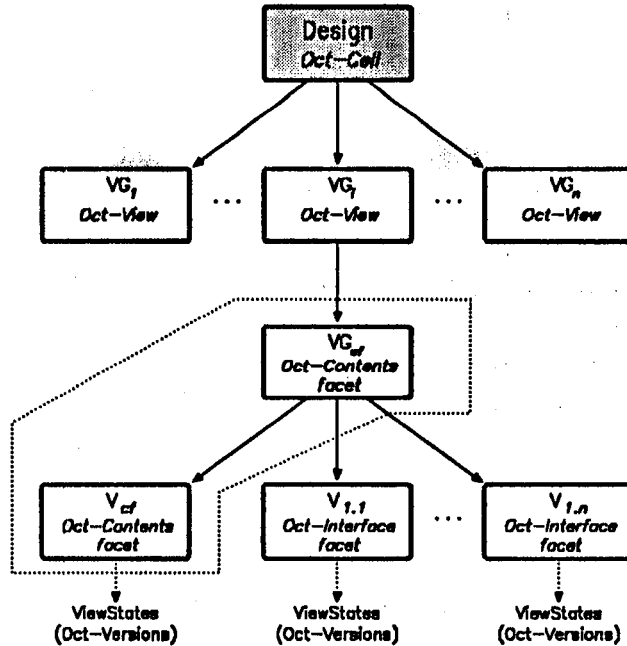 Design
Oct-Cell
VG1 ... VGi ... VGn
Oct-View Oct-View Oct-View
VGcf
Oct-Contents
facet
Vcf V1.1 ... V1.n
Oct-Contents Oct-Interface Oct-Interface
facet facet facet
ViewStates ViewStates ViewStates
(Oct-Versions) (Oct-Versions) (Oct-Versions)